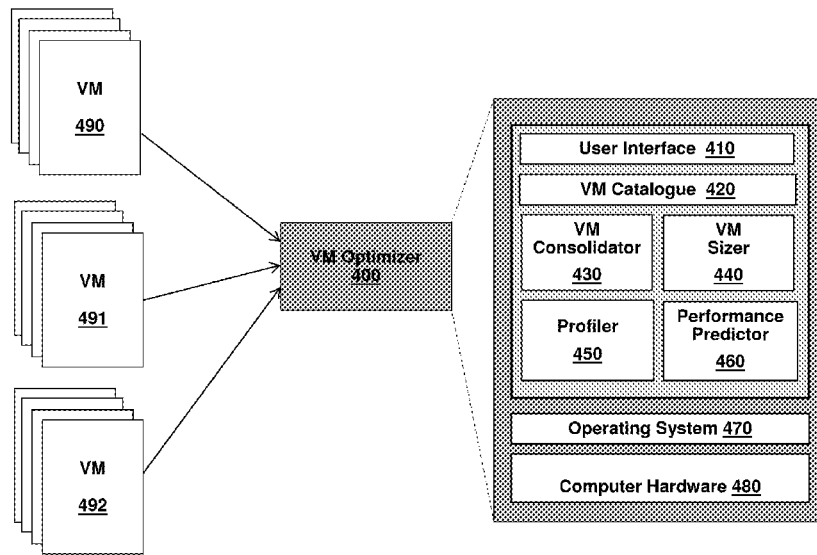 VM
490
VM
491
VM
492
VM Optimizer
400
User Interface 410
VM Catalogue 420
VM
Consolidator
430
VM
Sizer
440
Profiler
450
Performance
Predictor
460
Operating System 470
Computer Hardware 480